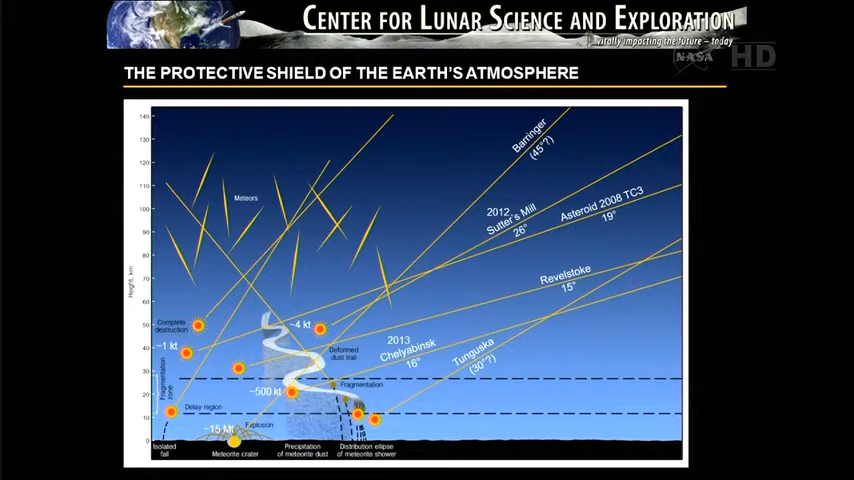 CENTER FOR LUNAR SCIENCE AND EXPLORATION
...vitally impacting the future – today
NASA HD
THE PROTECTIVE SHIELD OF THE EARTH'S ATMOSPHERE
140
130
120
110
100
90
80
70
60
50
40
30
20
10
0
Height, km
Meteors
Barringer
(45°?)
2012
Sutter's Mill
26°
Asteroid 2008 TC3
19°
Revelstoke
15°
2013
Chelyabinsk
16°
Tunguska
(30°?)
Complete
destruction
~4 kt
~1 kt
Deformed
dust trail
Fragmentation
zone
~500 kt
Fragmentation
Delay region
~15 Mt
Explosion
Isolated
fall
Meteorite crater
Precipitation
of meteorite dust
Distribution ellipse
of meteorite shower